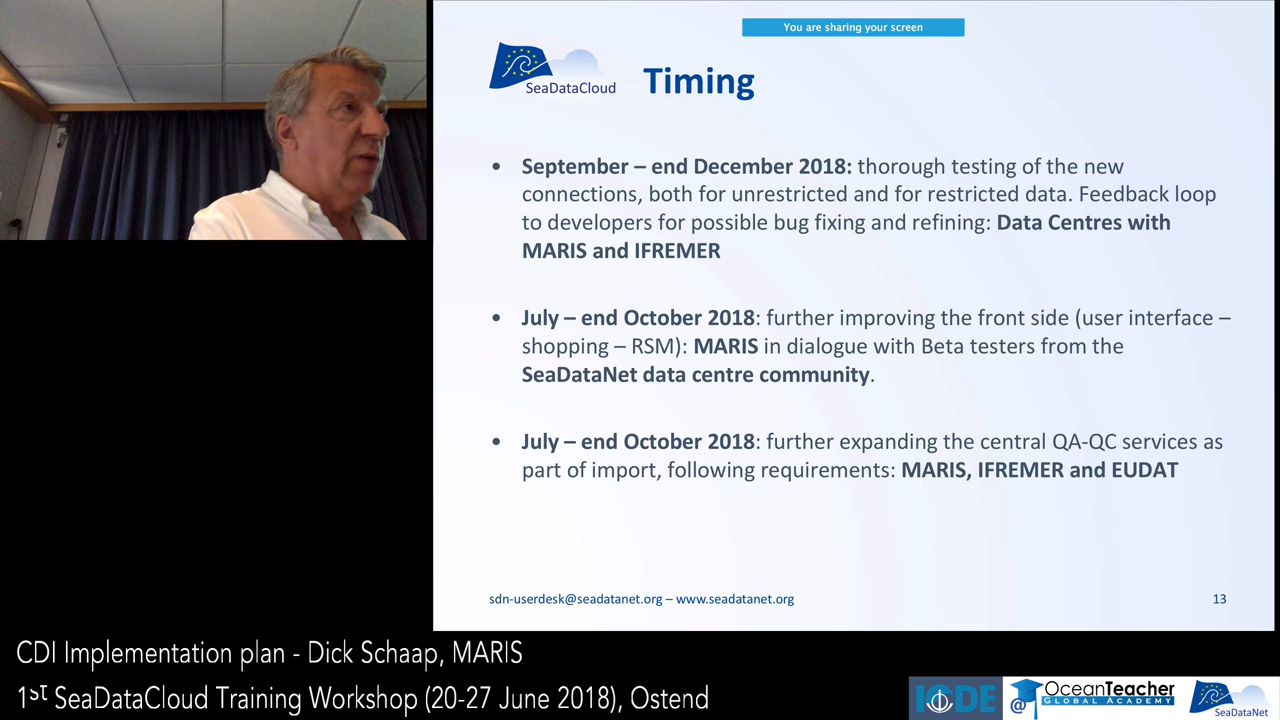 You are sharing your screen
SeaDataCloud
Timing
• September – end December 2018: thorough testing of the new
connections, both for unrestricted and for restricted data. Feedback loop
to developers for possible bug fixing and refining: Data Centres with
MARIS and IFREMER
• July – end October 2018: further improving the front side (user interface –
shopping – RSM): MARIS in dialogue with Beta testers from the
SeaDataNet data centre community.
• July – end October 2018: further expanding the central QA-QC services as
part of import, following requirements: MARIS, IFREMER and EUDAT
sdn-userdesk@seadatanet.org – www.seadatanet.org
13
CDI Implementation plan - Dick Schaap, MARIS
1st SeaDataCloud Training Workshop (20-27 June 2018), Ostend
IODE
@
OceanTeacher
GLOBAL ACADEMY
SeaDataNet